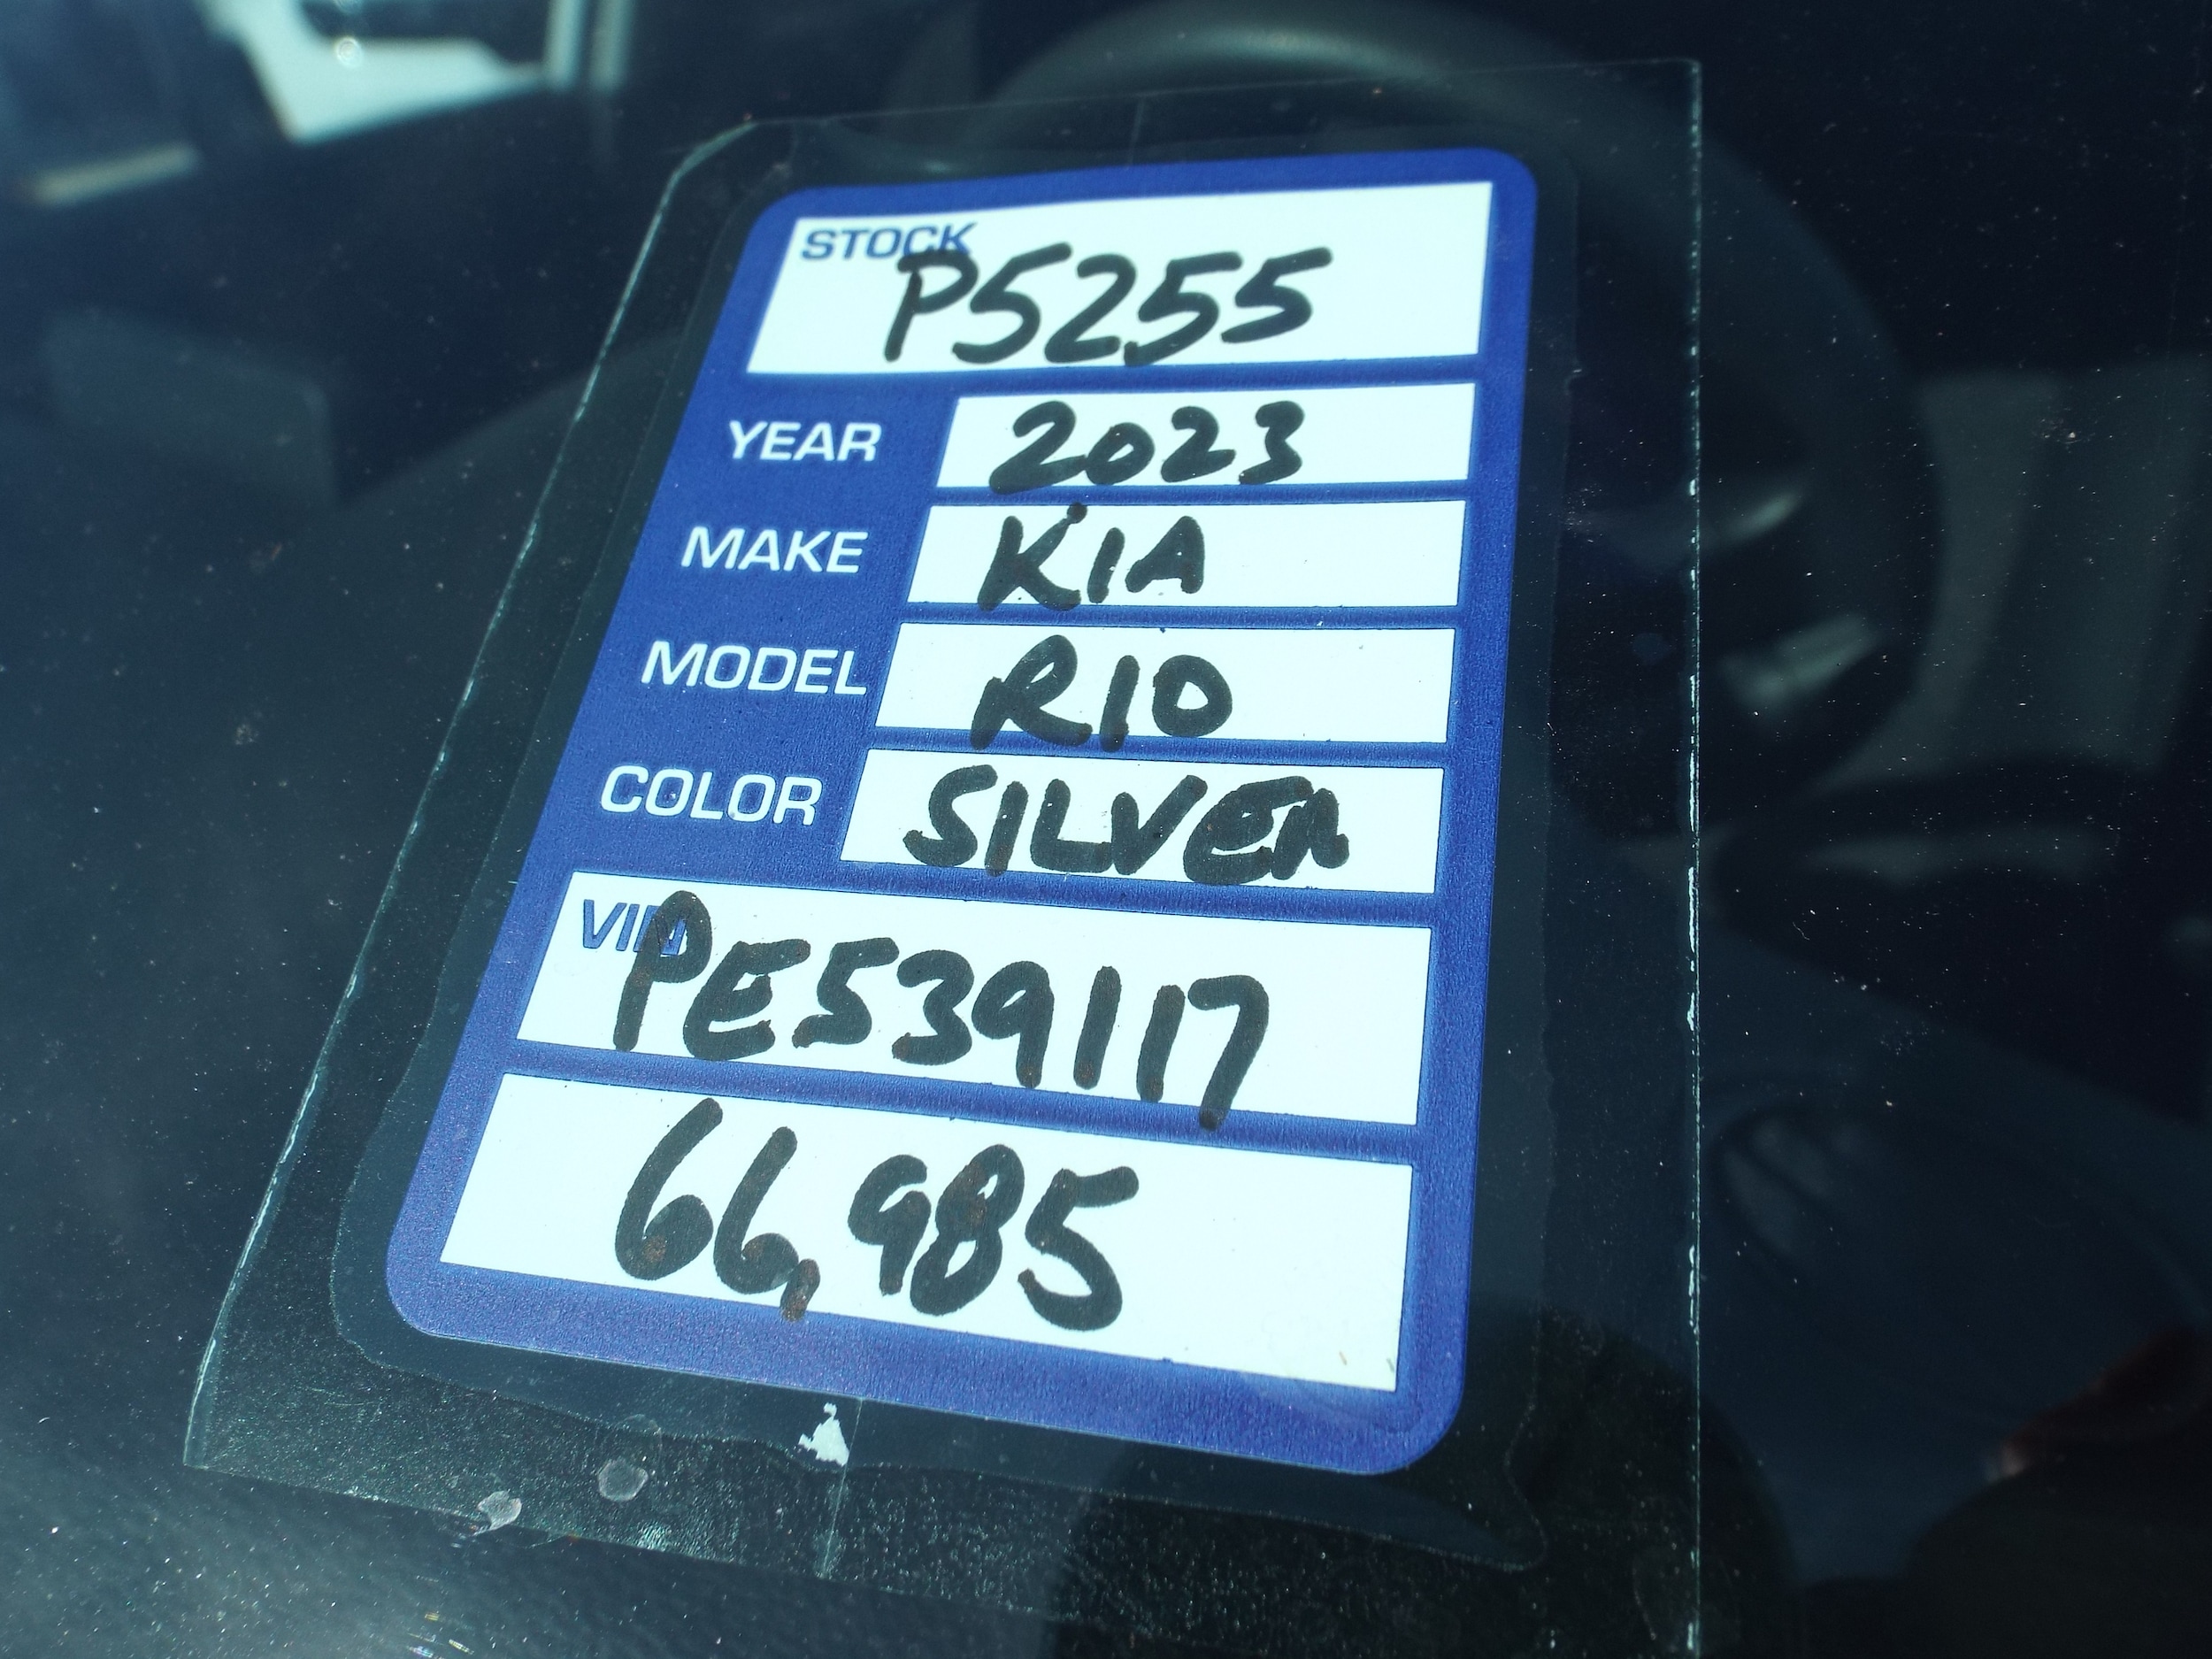 STOCK
P5255
YEAR 2023
MAKE KIA
MODEL RIO
COLOR SILVER
VIN
PE539117
66,985